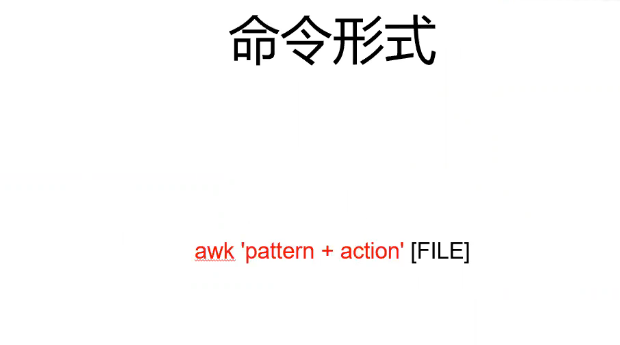 命令形式
awk 'pattern + action' [FILE]